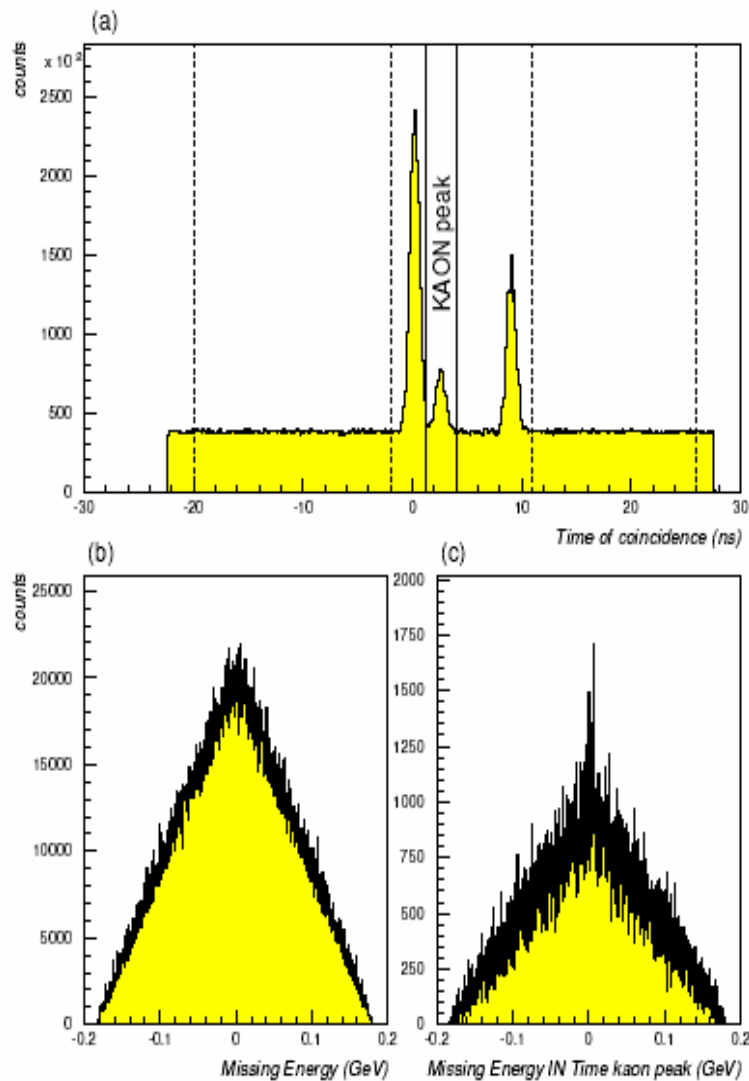 (a)
counts
× 10²
2500
2000
1500
1000
500
0
KAON peak
-30 -20 -10 0 10 20 30
Time of coincidence (ns)
(b)
counts
25000
20000
15000
10000
5000
0
-0.2 -0.1 0 0.1 0.2
Missing Energy (GeV)
(c)
2000
1750
1500
1250
1000
750
500
250
0
-0.2 -0.1 0 0.1 0.2
Missing Energy IN Time kaon peak (GeV)